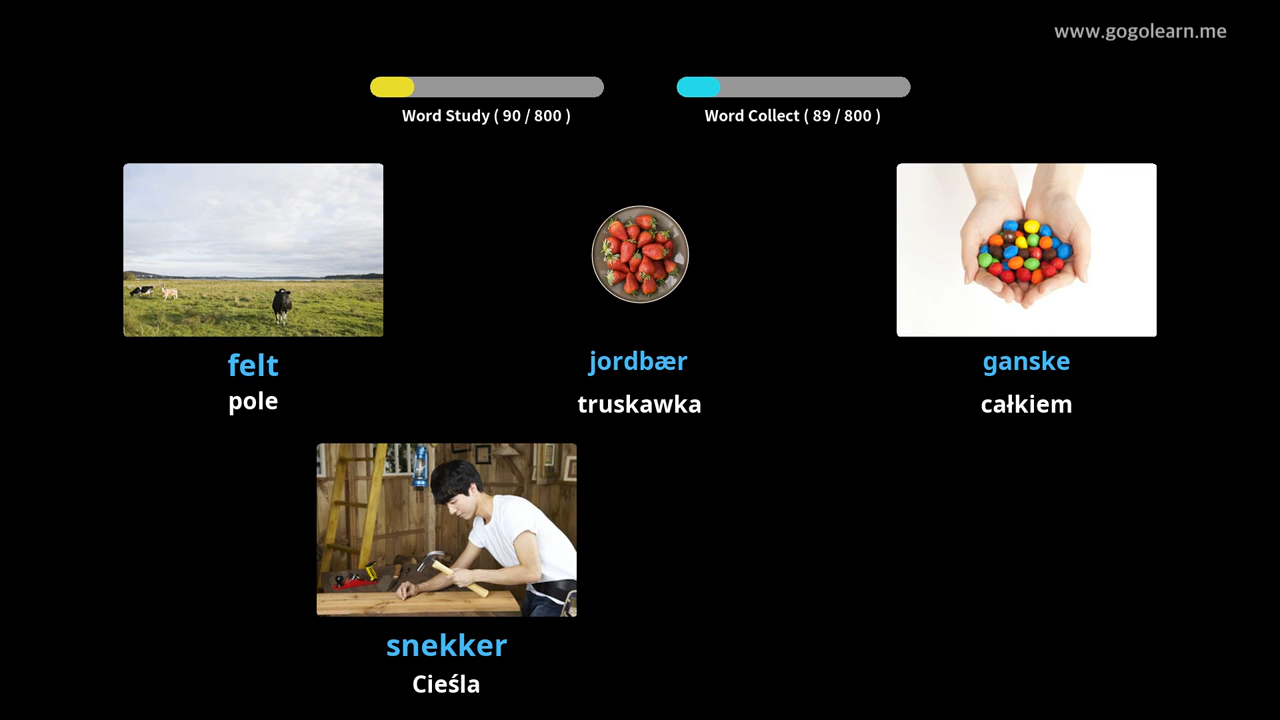 www.gogolearn.me
Word Study ( 90 / 800 )
Word Collect ( 89 / 800 )
felt
pole
jordbær
truskawka
ganske
całkiem
snekker
Cieśla